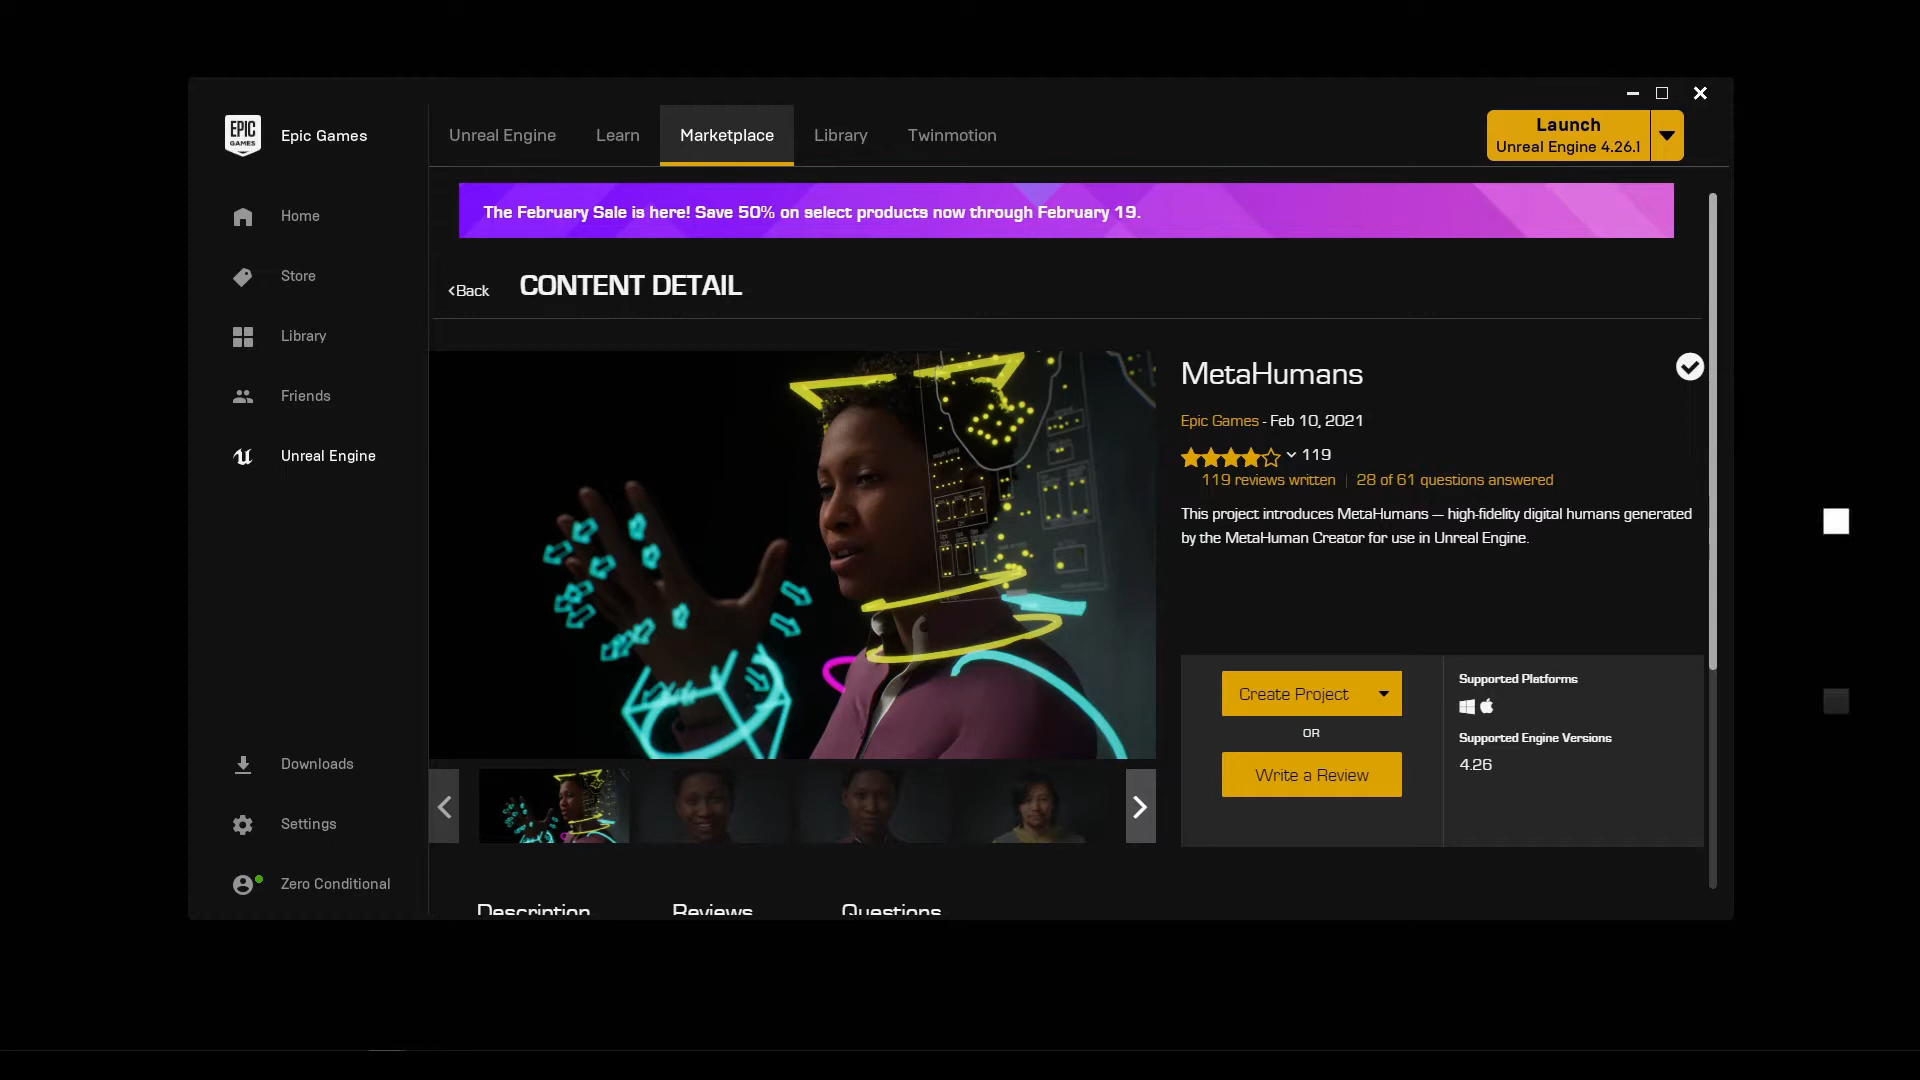 EPIC
GAMES
Epic Games
Home
Store
Library
Friends
Unreal Engine
Downloads
Settings
Zero Conditional
Unreal Engine
Learn
Marketplace
Library
Twinmotion
Launch
Unreal Engine 4.26.1
The February Sale is here! Save 50% on select products now through February 19.
Back
CONTENT DETAIL
MetaHumans
Epic Games - Feb 10, 2021
119
119 reviews written | 28 of 61 questions answered
This project introduces MetaHumans — high-fidelity digital humans generated
by the MetaHuman Creator for use in Unreal Engine.
Create Project
OR
Write a Review
Supported Platforms
Supported Engine Versions
4.26
Description
Reviews
Questions